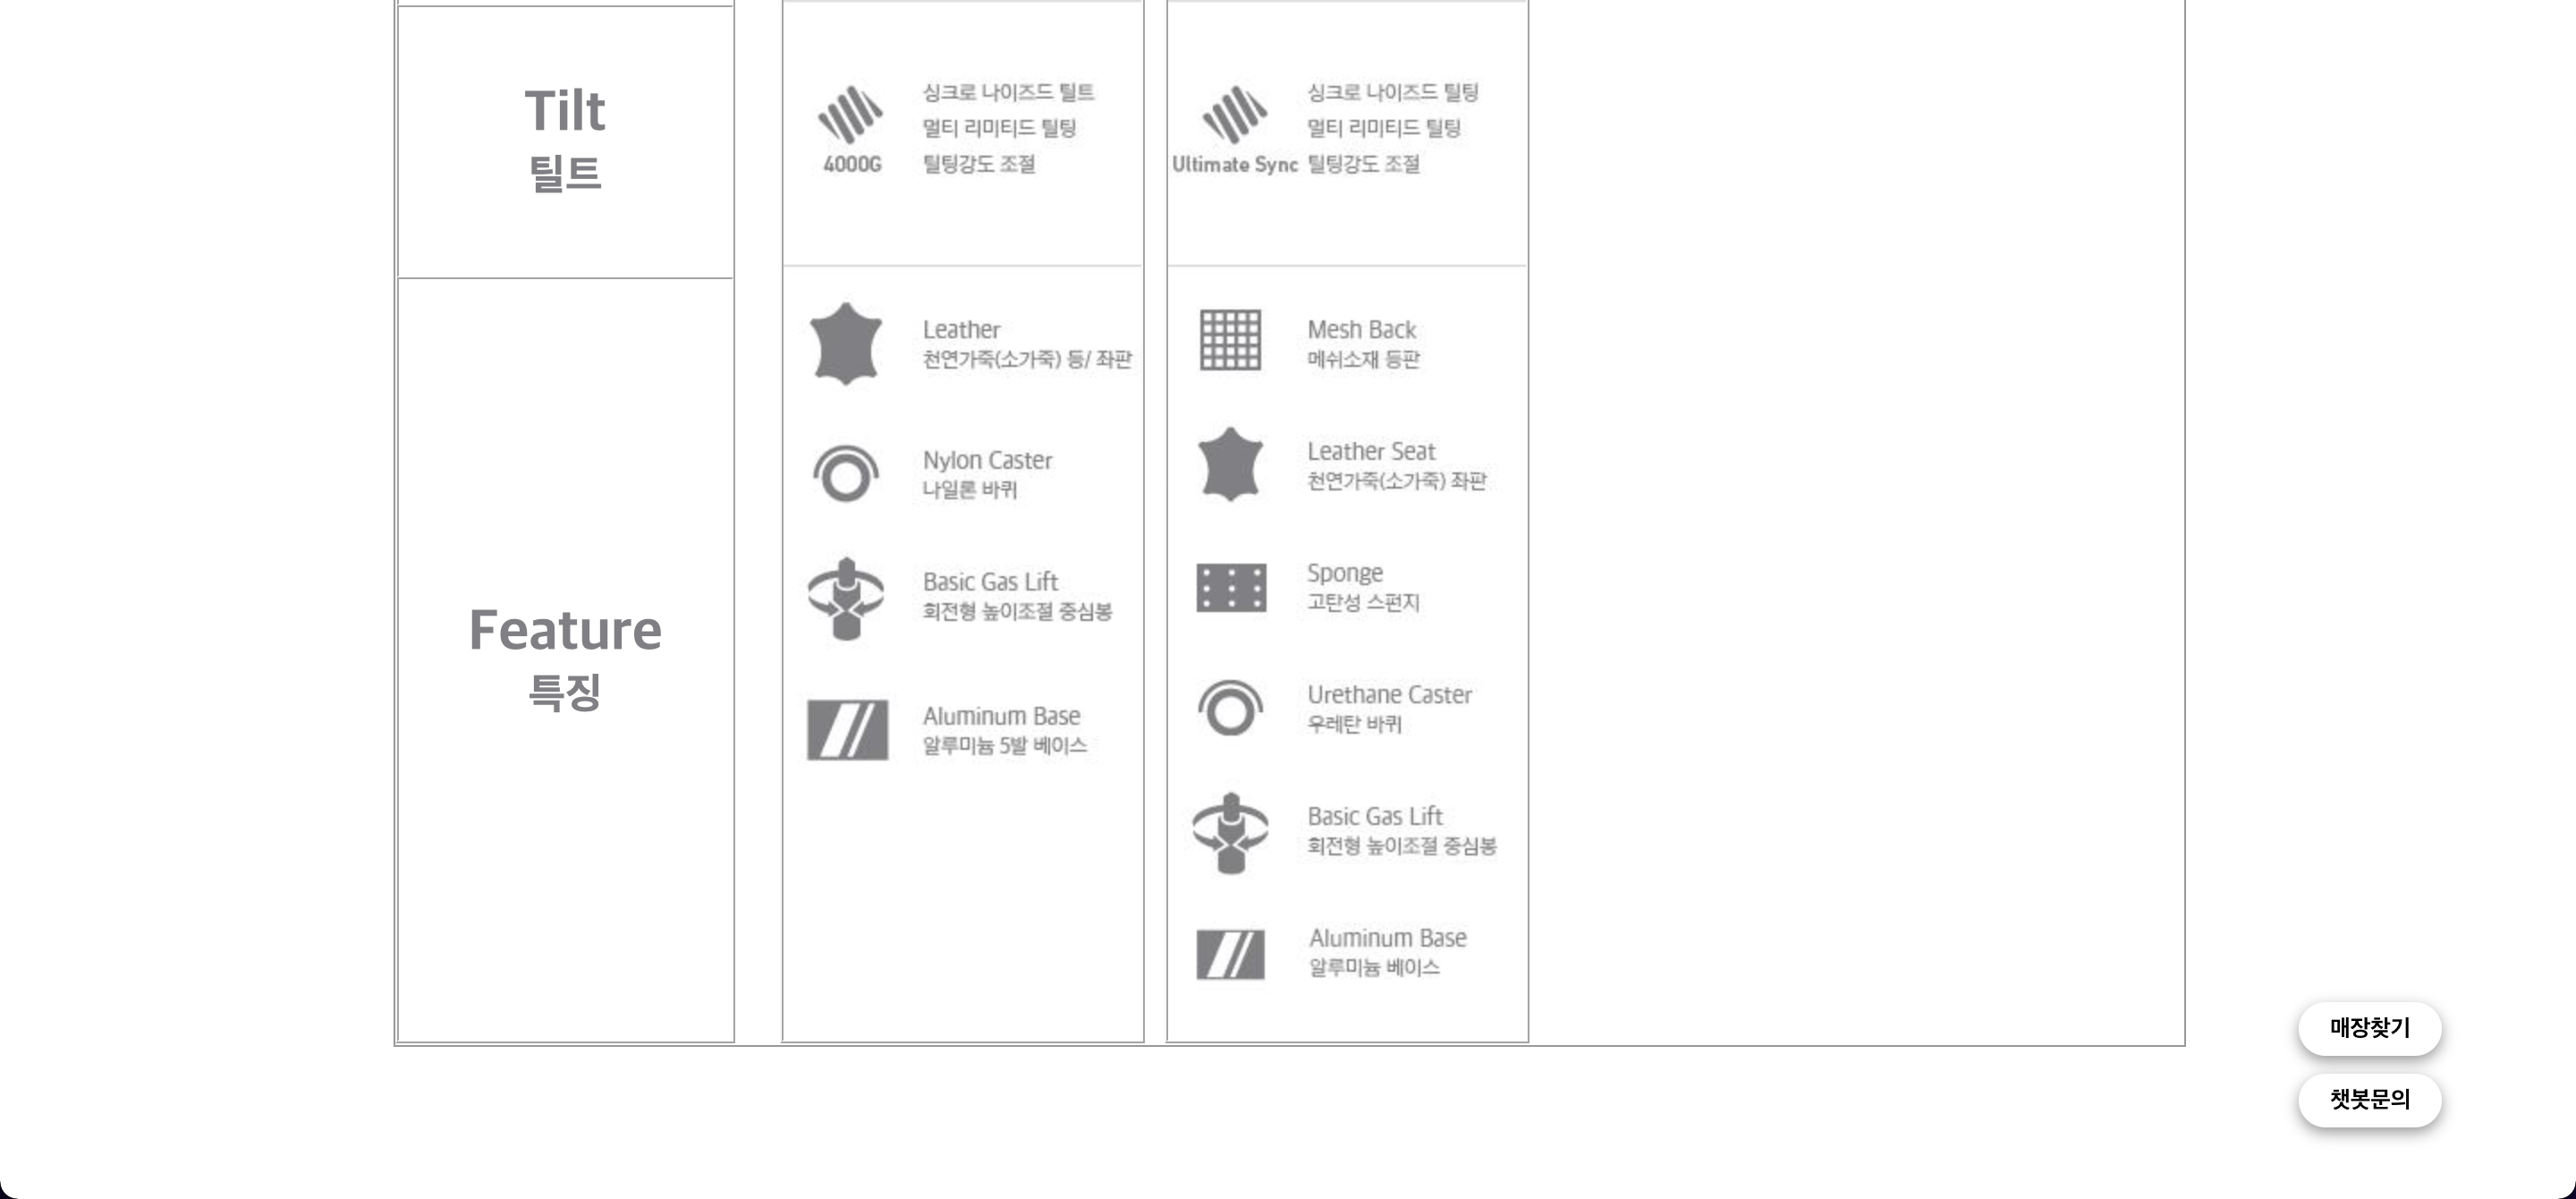 Tilt
틸트
4000G
싱크로 나이즈드 틸트
멀티 리미티드 틸팅
틸팅강도 조절
Ultimate Sync
싱크로 나이즈드 틸팅
멀티 리미티드 틸팅
틸팅강도 조절
Feature
특징
Leather
천연가죽(소가죽) 등/ 좌판
Nylon Caster
나일론 바퀴
Basic Gas Lift
회전형 높이조절 중심봉
Aluminum Base
알루미늄 5발 베이스
Mesh Back
메쉬소재 등판
Leather Seat
천연가죽(소가죽) 좌판
Sponge
고탄성 스펀지
Urethane Caster
우레탄 바퀴
Basic Gas Lift
회전형 높이조절 중심봉
Aluminum Base
알루미늄 베이스
매장찾기
챗봇문의